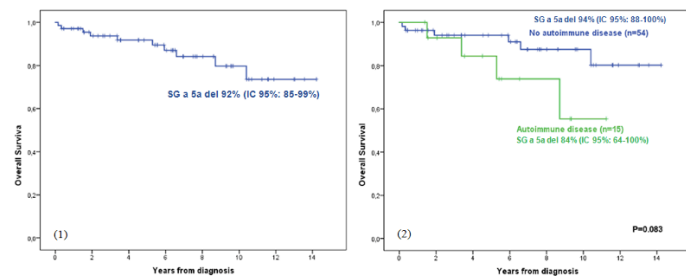 1,0
0,8
0,6
0,4
0,2
0,0
Overall Surviva
SG a 5a del 92% (IC 95%: 85-99%)
(1)
0 2 4 6 8 10 12 14
Years from diagnosis
1,0
0,8
0,6
0,4
0,2
0,0
Overall Surviva
SG a 5a del 94% (IC 95%: 88-100%)
No autoimmune disease (n=54)
Autoimmune disease (n=15)
SG a 5a del 84% (IC 95%: 64-100%)
P=0.083
(2)
0 2 4 6 8 10 12 14
Years from diagnosis